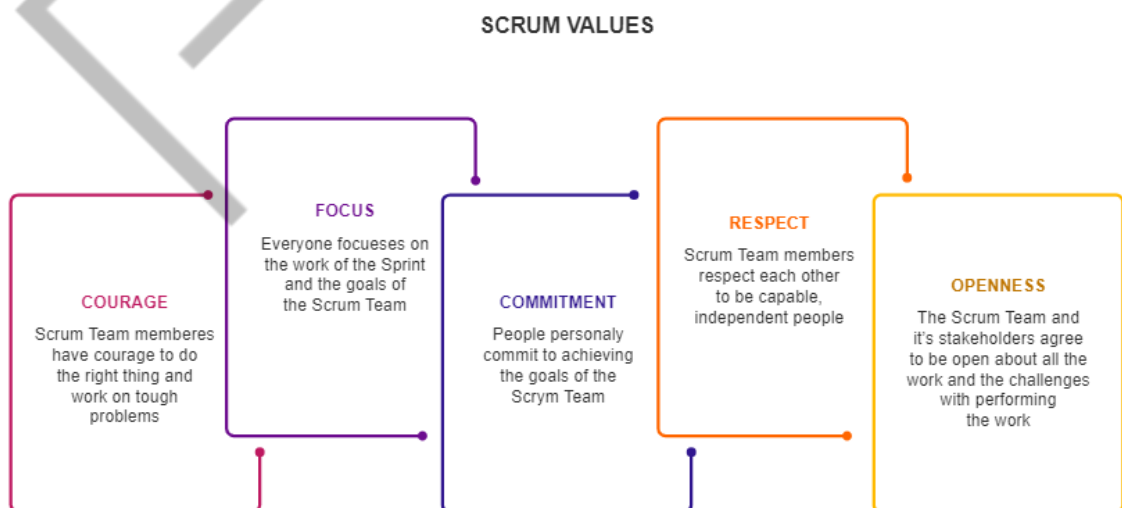 SCRUM VALUES
COURAGE
Scrum Team memberes
have courage to do
the right thing and
work on tough
problems
FOCUS
Everyone focueses on
the work of the Sprint
and the goals of
the Scrum Team
COMMITMENT
People personaly
commit to achieving
the goals of the
Scrym Team
RESPECT
Scrum Team members
respect each other
to be capable,
independent people
OPENNESS
The Scrum Team and
it's stakeholders agree
to be open about all the
work and the challenges
with performing
the work